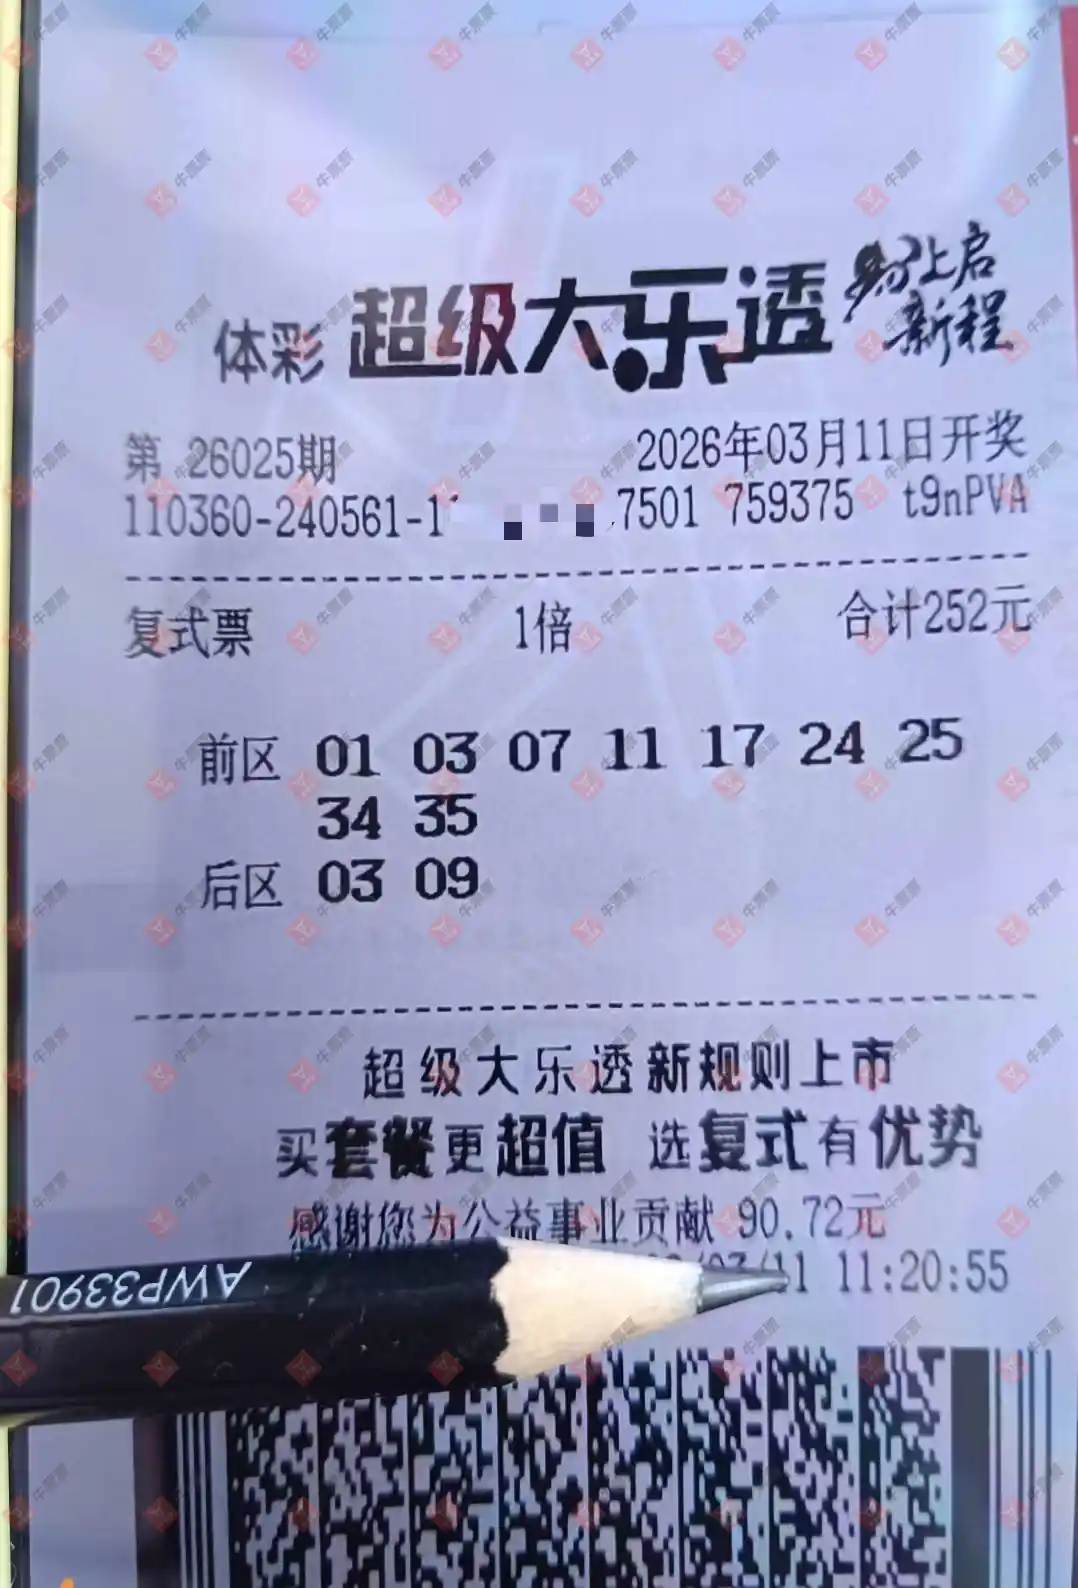 体彩 超级大乐透 马上启
新程
第 26025期 2026年03月11日开奖
110360-240561-1 7501 759375 t9nPVA
复式票 1倍 合计252元
前区 01 03 07 11 17 24 25
34 35
后区 03 09
超级大乐透新规则上市
买套餐更超值 选复式有优势
感谢您为公益事业贡献 90.72元
11 11:20:55
AWP33901
牛票票